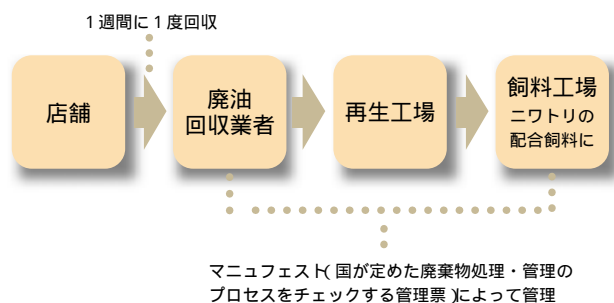 1週間に1度回収
店舗
廃油
回収業者
再生工場
飼料工場
ニワトリの
配合飼料に
マニュフェスト(国が定めた廃棄物処理・管理の
プロセスをチェックする管理票)によって管理